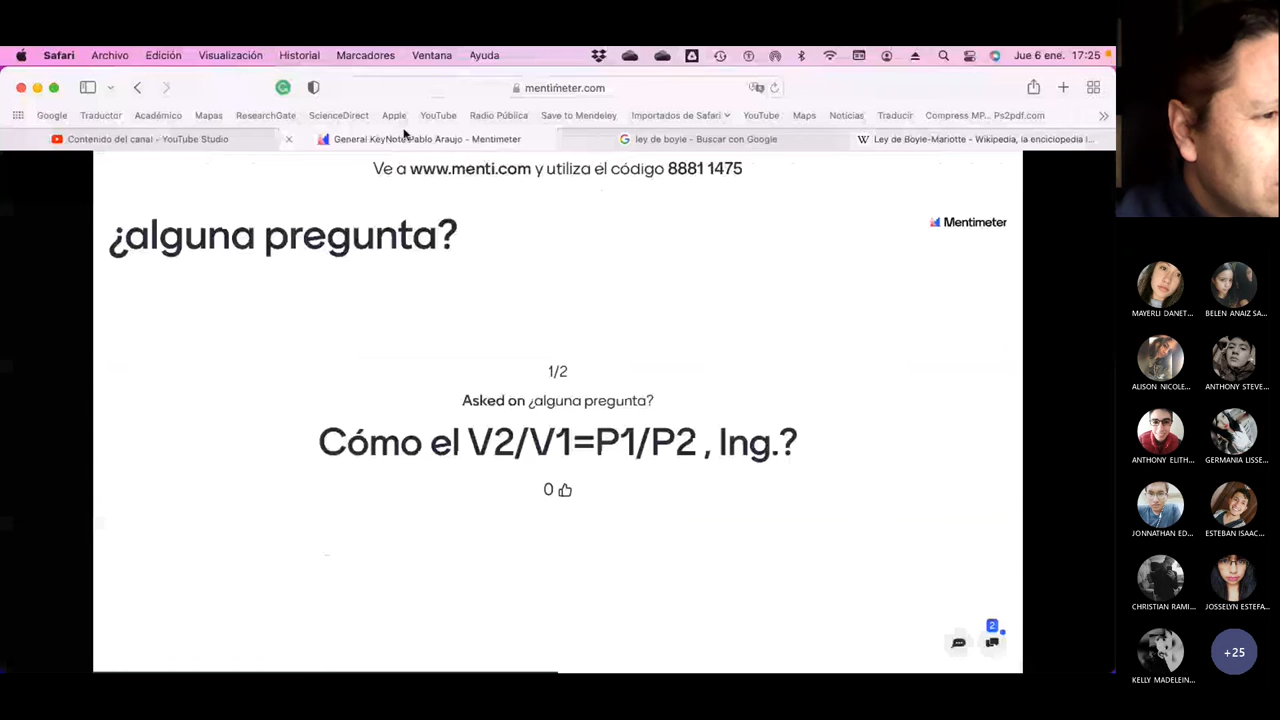 Safari Archivo Edición Visualización Historial Marcadores Ventana Ayuda Jue 6 ene. 17:25
mentimeter.com
Google Traductor Académico Mapas ResearchGate ScienceDirect Apple YouTube Radio Pública Save to Mendeley Importados de Safari YouTube Maps Noticias Traducir Compress MP... Ps2pdf.com
Contenido del canal - YouTube Studio
General KeyNotePablo Araujo - Mentimeter
ley de boyle - Buscar con Google
Ley de Boyle-Mariotte - Wikipedia, la enciclopedia l...
Ve a www.menti.com y utiliza el código 8881 1475
¿alguna pregunta?
Mentimeter
1/2
Asked on ¿alguna pregunta?
Cómo el V2/V1=P1/P2 , Ing.?
0
2
MAYERLI DANET... BELEN ANAIZ SA...
ALISON NICOLE... ANTHONY STEVE...
ANTHONY ELITH... GERMANIA LISSE...
JONNATHAN ED... ESTEBAN ISAAC...
CHRISTIAN RAMI... JOSSELYN ESTEFA...
KELLY MADELEIN... +25